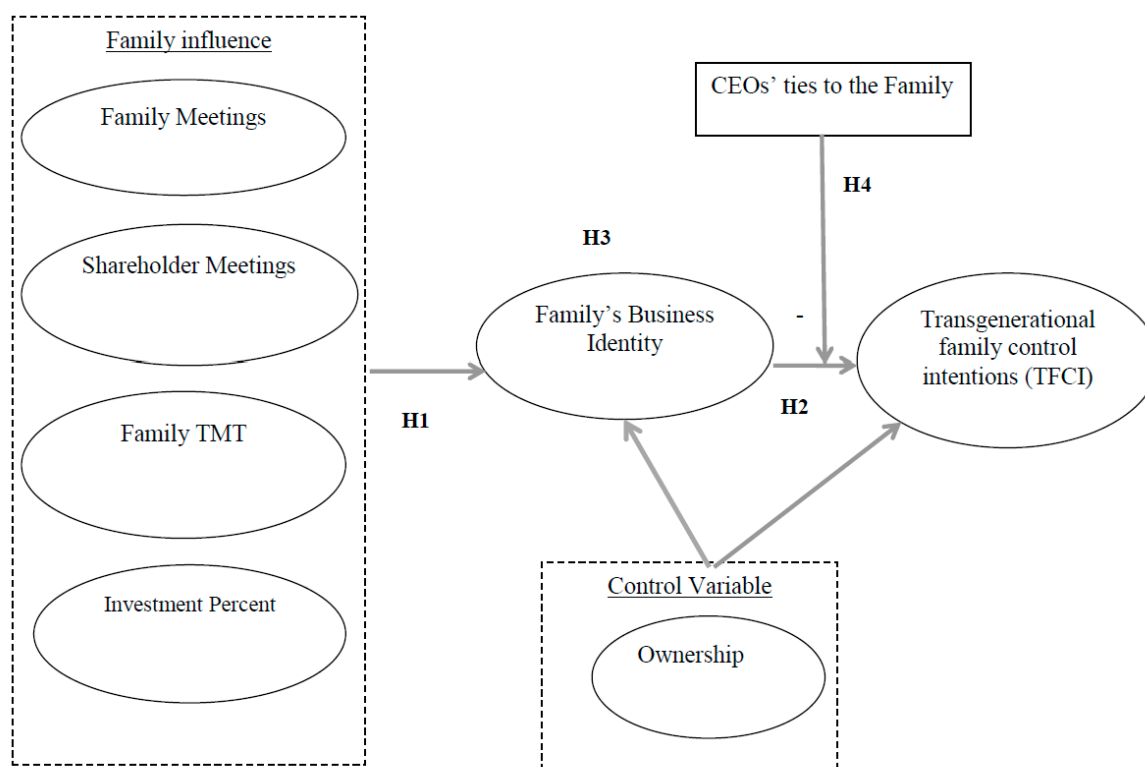 Family influence
Family Meetings
Shareholder Meetings
Family TMT
Investment Percent
H1
H3
Family's Business
Identity
-
H2
CEOs' ties to the Family
H4
Transgenerational
family control
intentions (TFCI)
Control Variable
Ownership